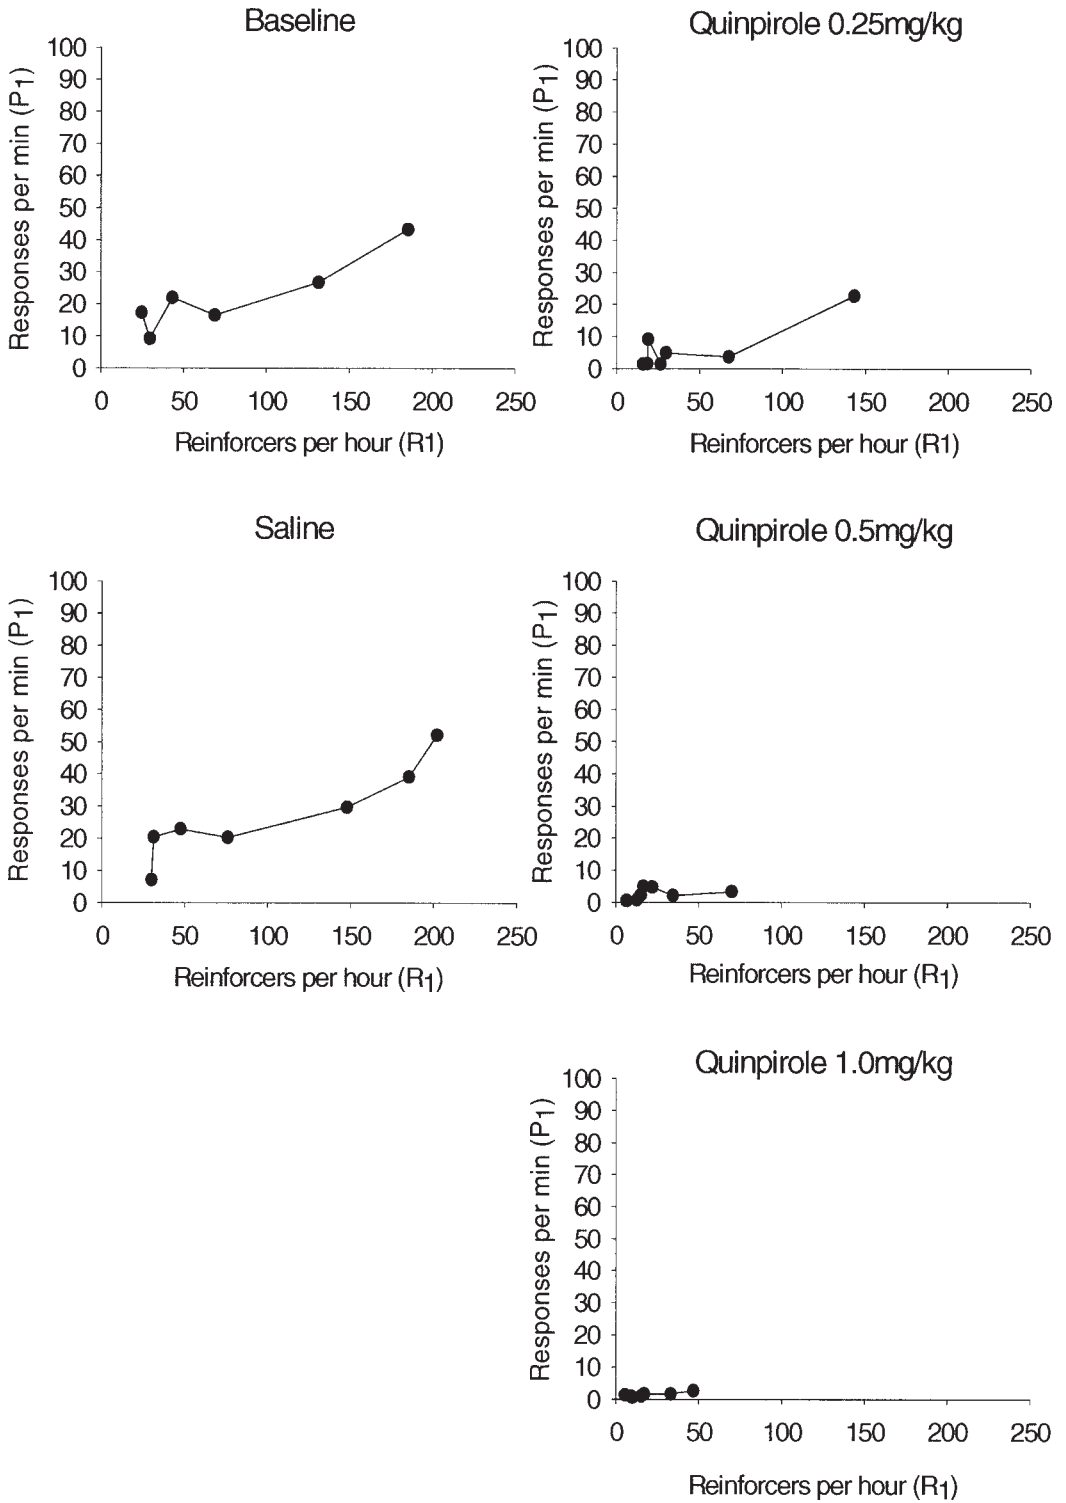 Baseline
100
90
80
70
60
50
40
30
20
10
0
Responses per min (P1)
0 50 100 150 200 250
Reinforcers per hour (R1)
Quinpirole 0.25mg/kg
100
90
80
70
60
50
40
30
20
10
0
Responses per min (P1)
0 50 100 150 200 250
Reinforcers per hour (R1)
Saline
100
90
80
70
60
50
40
30
20
10
0
Responses per min (P1)
0 50 100 150 200 250
Reinforcers per hour (R1)
Quinpirole 0.5mg/kg
100
90
80
70
60
50
40
30
20
10
0
Responses per min (P1)
0 50 100 150 200 250
Reinforcers per hour (R1)
Quinpirole 1.0mg/kg
100
90
80
70
60
50
40
30
20
10
0
Responses per min (P1)
0 50 100 150 200 250
Reinforcers per hour (R1)